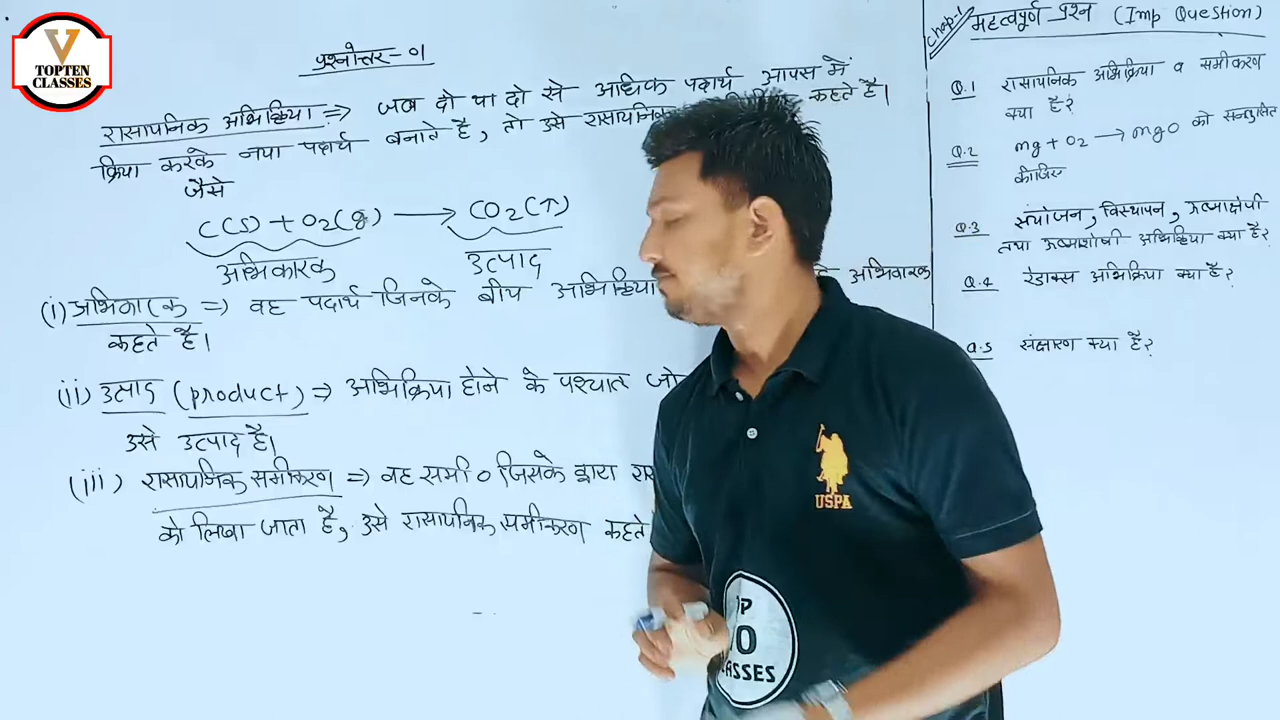 V
TOPTEN
CLASSES
प्रश्नोत्तर-01
रासायनिक अभिक्रिया ⇒ जब दो या दो से अधिक पदार्थ आपस में
क्रिया करके नया पदार्थ बनाते है, तो उसे रासायनिक कहते है।
जैसे
C(s) + O2(g) → CO2(↑)
अभिकारक उत्पाद
(i) अभिकारक ⇒ वह पदार्थ जिनके बीच अभिक्रिया अभिकारक
कहते है।
(ii) उत्पाद (product) ⇒ अभिक्रिया होने के पश्चात जो
उसे उत्पाद है।
(iii) रासायनिक समीकरण ⇒ वह समी० जिसके द्वारा
को लिखा जाता है, उसे रासायनिक समीकरण कहते
Chap-1
महत्वपूर्ण प्रश्न (Imp Question)
Q.1 रासायनिक अभिक्रिया व समीकरण
क्या है?
Q.2 mg + O2 → mgO को सन्तुलित
कीजिए
Q.3 संयोजन, विस्थापन, ऊष्माक्षेपी
तथा ऊष्माशोषी अभिक्रिया क्या है?
Q.4 रेडाक्स अभिक्रिया क्या है?
Q.5 संक्षारण क्या है?
USPA